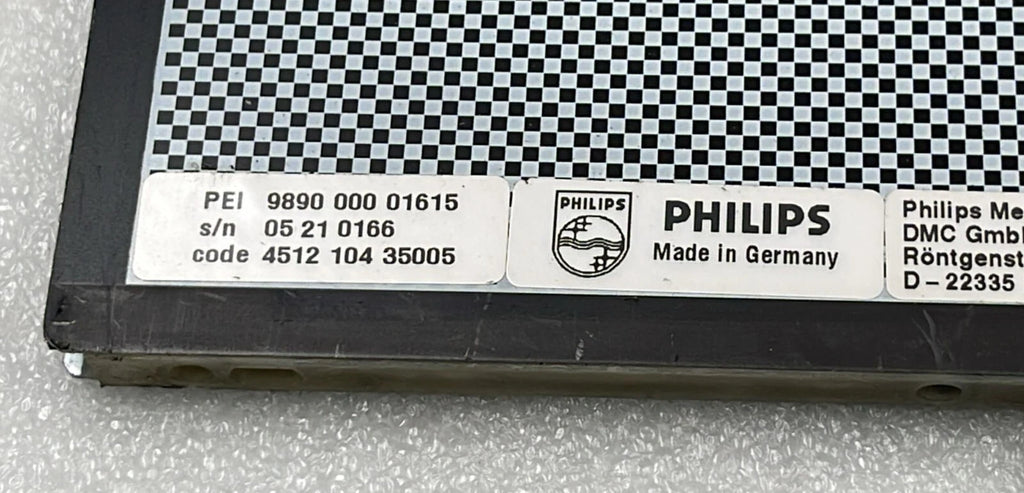 PEI 9890 000 01615
s/n 05 21 0166
code 4512 104 35005
PHILIPS
PHILIPS
Made in Germany
Philips Me
DMC Gmb
Röntgenst
D-22335